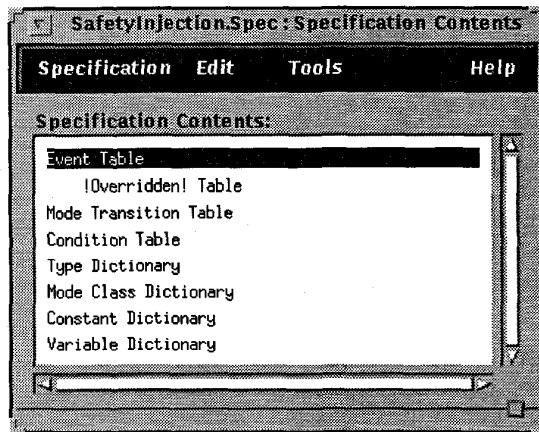 SafetyInjection.Spec : Specification Contents
Specification Edit Tools Help
Specification Contents:
Event Table
!Overridden! Table
Mode Transition Table
Condition Table
Type Dictionary
Mode Class Dictionary
Constant Dictionary
Variable Dictionary